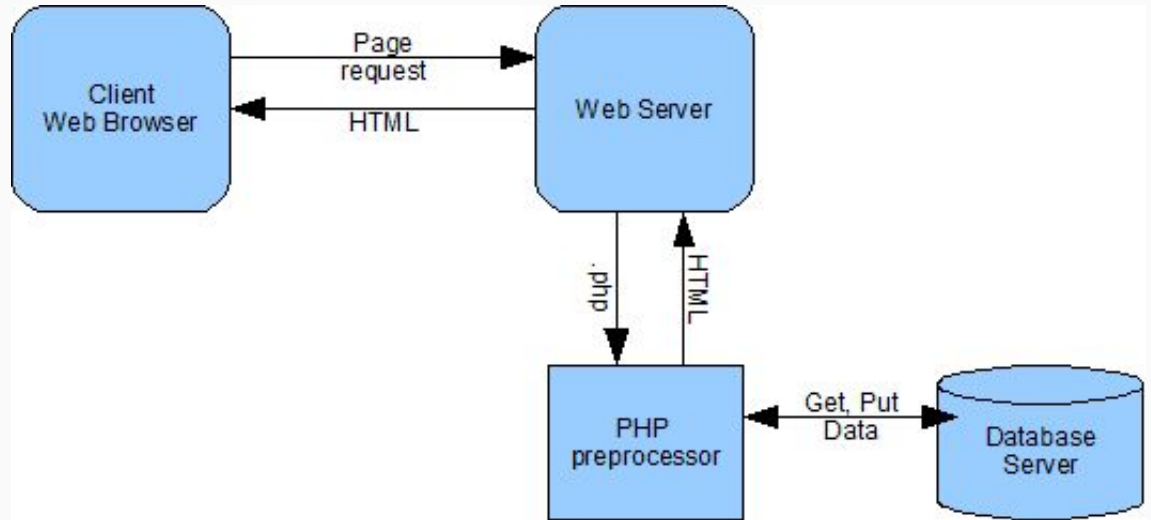 Client
Web Browser
Page
request
HTML
Web Server
.php
HTML
PHP
preprocessor
Get, Put
Data
Database
Server